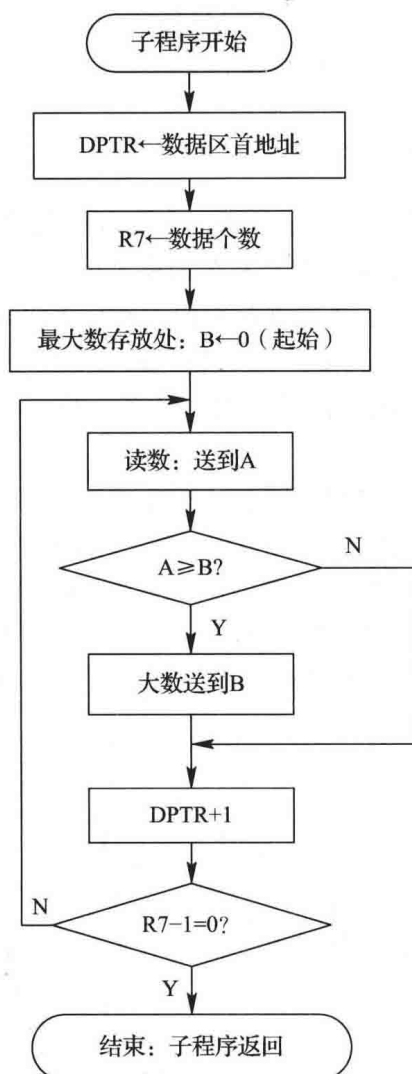 子程序开始
DPTR←数据区首地址
R7←数据个数
最大数存放处：B←0（起始）
读数：送到A
A≥B?
N
Y
大数送到B
DPTR+1
N
R7−1=0?
Y
结束：子程序返回